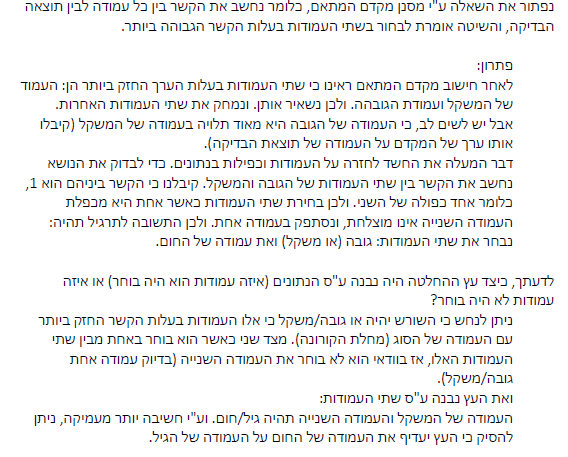 נפתור את השאלה ע"י מסנן מקדם המתאם, כלומר נחשב את הקשר בין כל עמודה לבין תוצאה
הבדיקה, והשיטה אומרת לבחור בשתי העמודות בעלות הקשר הגבוהה ביותר.
פתרון:
לאחר חישוב מקדם המתאם ראינו כי שתי העמודות בעלות הערך החזק ביותר הן: העמוד
של המשקל ועמודת הגובהה. ולכן נשאיר אותן. ונמחק את שתי העמודות האחרות.
אבל יש לשים לב, כי העמודה של הגובה היא מאוד תלויה בעמודה של המשקל (קיבלו
אותו ערך של המקדם על העמודה של תוצאת הבדיקה).
דבר המעלה את החשד לחזרה על העמודות וכפילות בנתונים. כדי לבדוק את הנושא
נחשב את הקשר בין שתי העמודות של הגובה והמשקל. קיבלנו כי הקשר ביניהם הוא 1,
כלומר אחד כפולה של השני. ולכן בחירת שתי העמודות כאשר אחת היא מכפלת
העמודה השנייה אינו מוצלחת, ונסתפק בעמודה אחת. ולכן התשובה לתרגיל תהיה:
נבחר את שתי העמודות: גובה (או משקל) ואת עמודה של החום.
לדעתך, כיצד עץ ההחלטה היה נבנה ע"ס הנתונים (איזה עמודות הוא היה בוחר) או איזה
עמודות לא היה בוחר?
ניתן לנחש כי השורש יהיה או גובה/משקל כי אלו העמודות בעלות הקשר החזק ביותר
עם העמודה של הסוג (מחלת הקורונה). מצד שני כאשר הוא בוחר באחת מבין שתי
העמודות האלו, אז בוודאי הוא לא בוחר את העמודה השנייה (בדיוק עמודה אחת
גובה/משקל).
ואת העץ נבנה ע"ס שתי העמודות:
העמודה של המשקל והעמודה השנייה תהיה גיל/חום. וע"י חשיבה יותר מעמיקה, ניתן
להסיק כי העץ יעדיף את העמודה של החום על העמודה של הגיל.